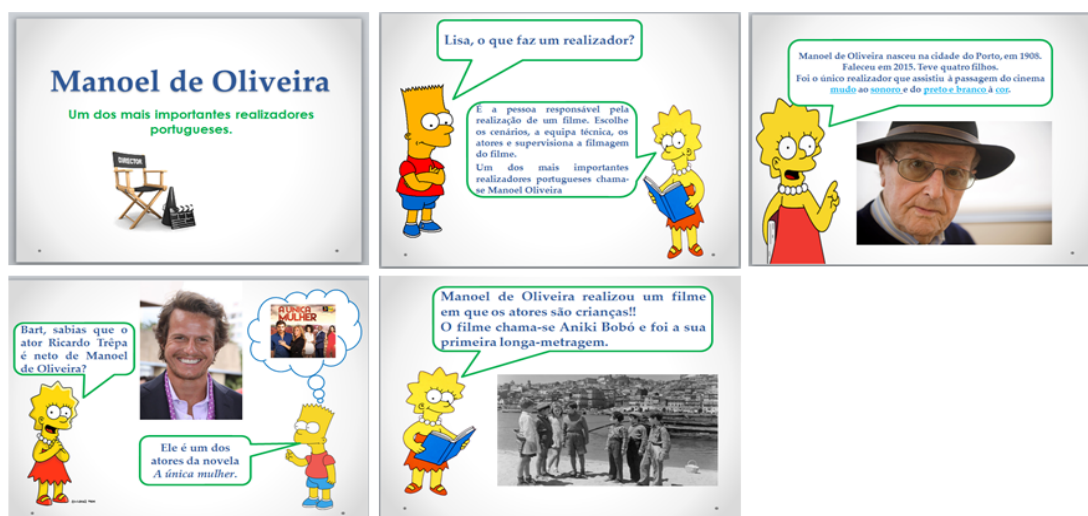 Manoel de Oliveira
Um dos mais importantes realizadores
portugueses.
DIRECTOR
Lisa, o que faz um realizador?
É a pessoa responsável pela
realização de um filme. Escolhe
os cenários, a equipa técnica, os
atores e supervisiona a filmagem
do filme.
Um dos mais importantes
realizadores portugueses chama-
se Manoel Oliveira
Manoel de Oliveira nasceu na cidade do Porto, em 1908.
Faleceu em 2015. Teve quatro filhos.
Foi o único realizador que assistiu à passagem do cinema
mudo ao sonoro e do preto e branco à cor.
Bart, sabias que o
ator Ricardo Trêpa
é neto de Manoel
de Oliveira?
A ÚNICA
MULHER
Ele é um dos
atores da novela
A única mulher.
Manoel de Oliveira realizou um filme
em que os atores são crianças!!
O filme chama-se Aniki Bobó e foi a sua
primeira longa-metragem.